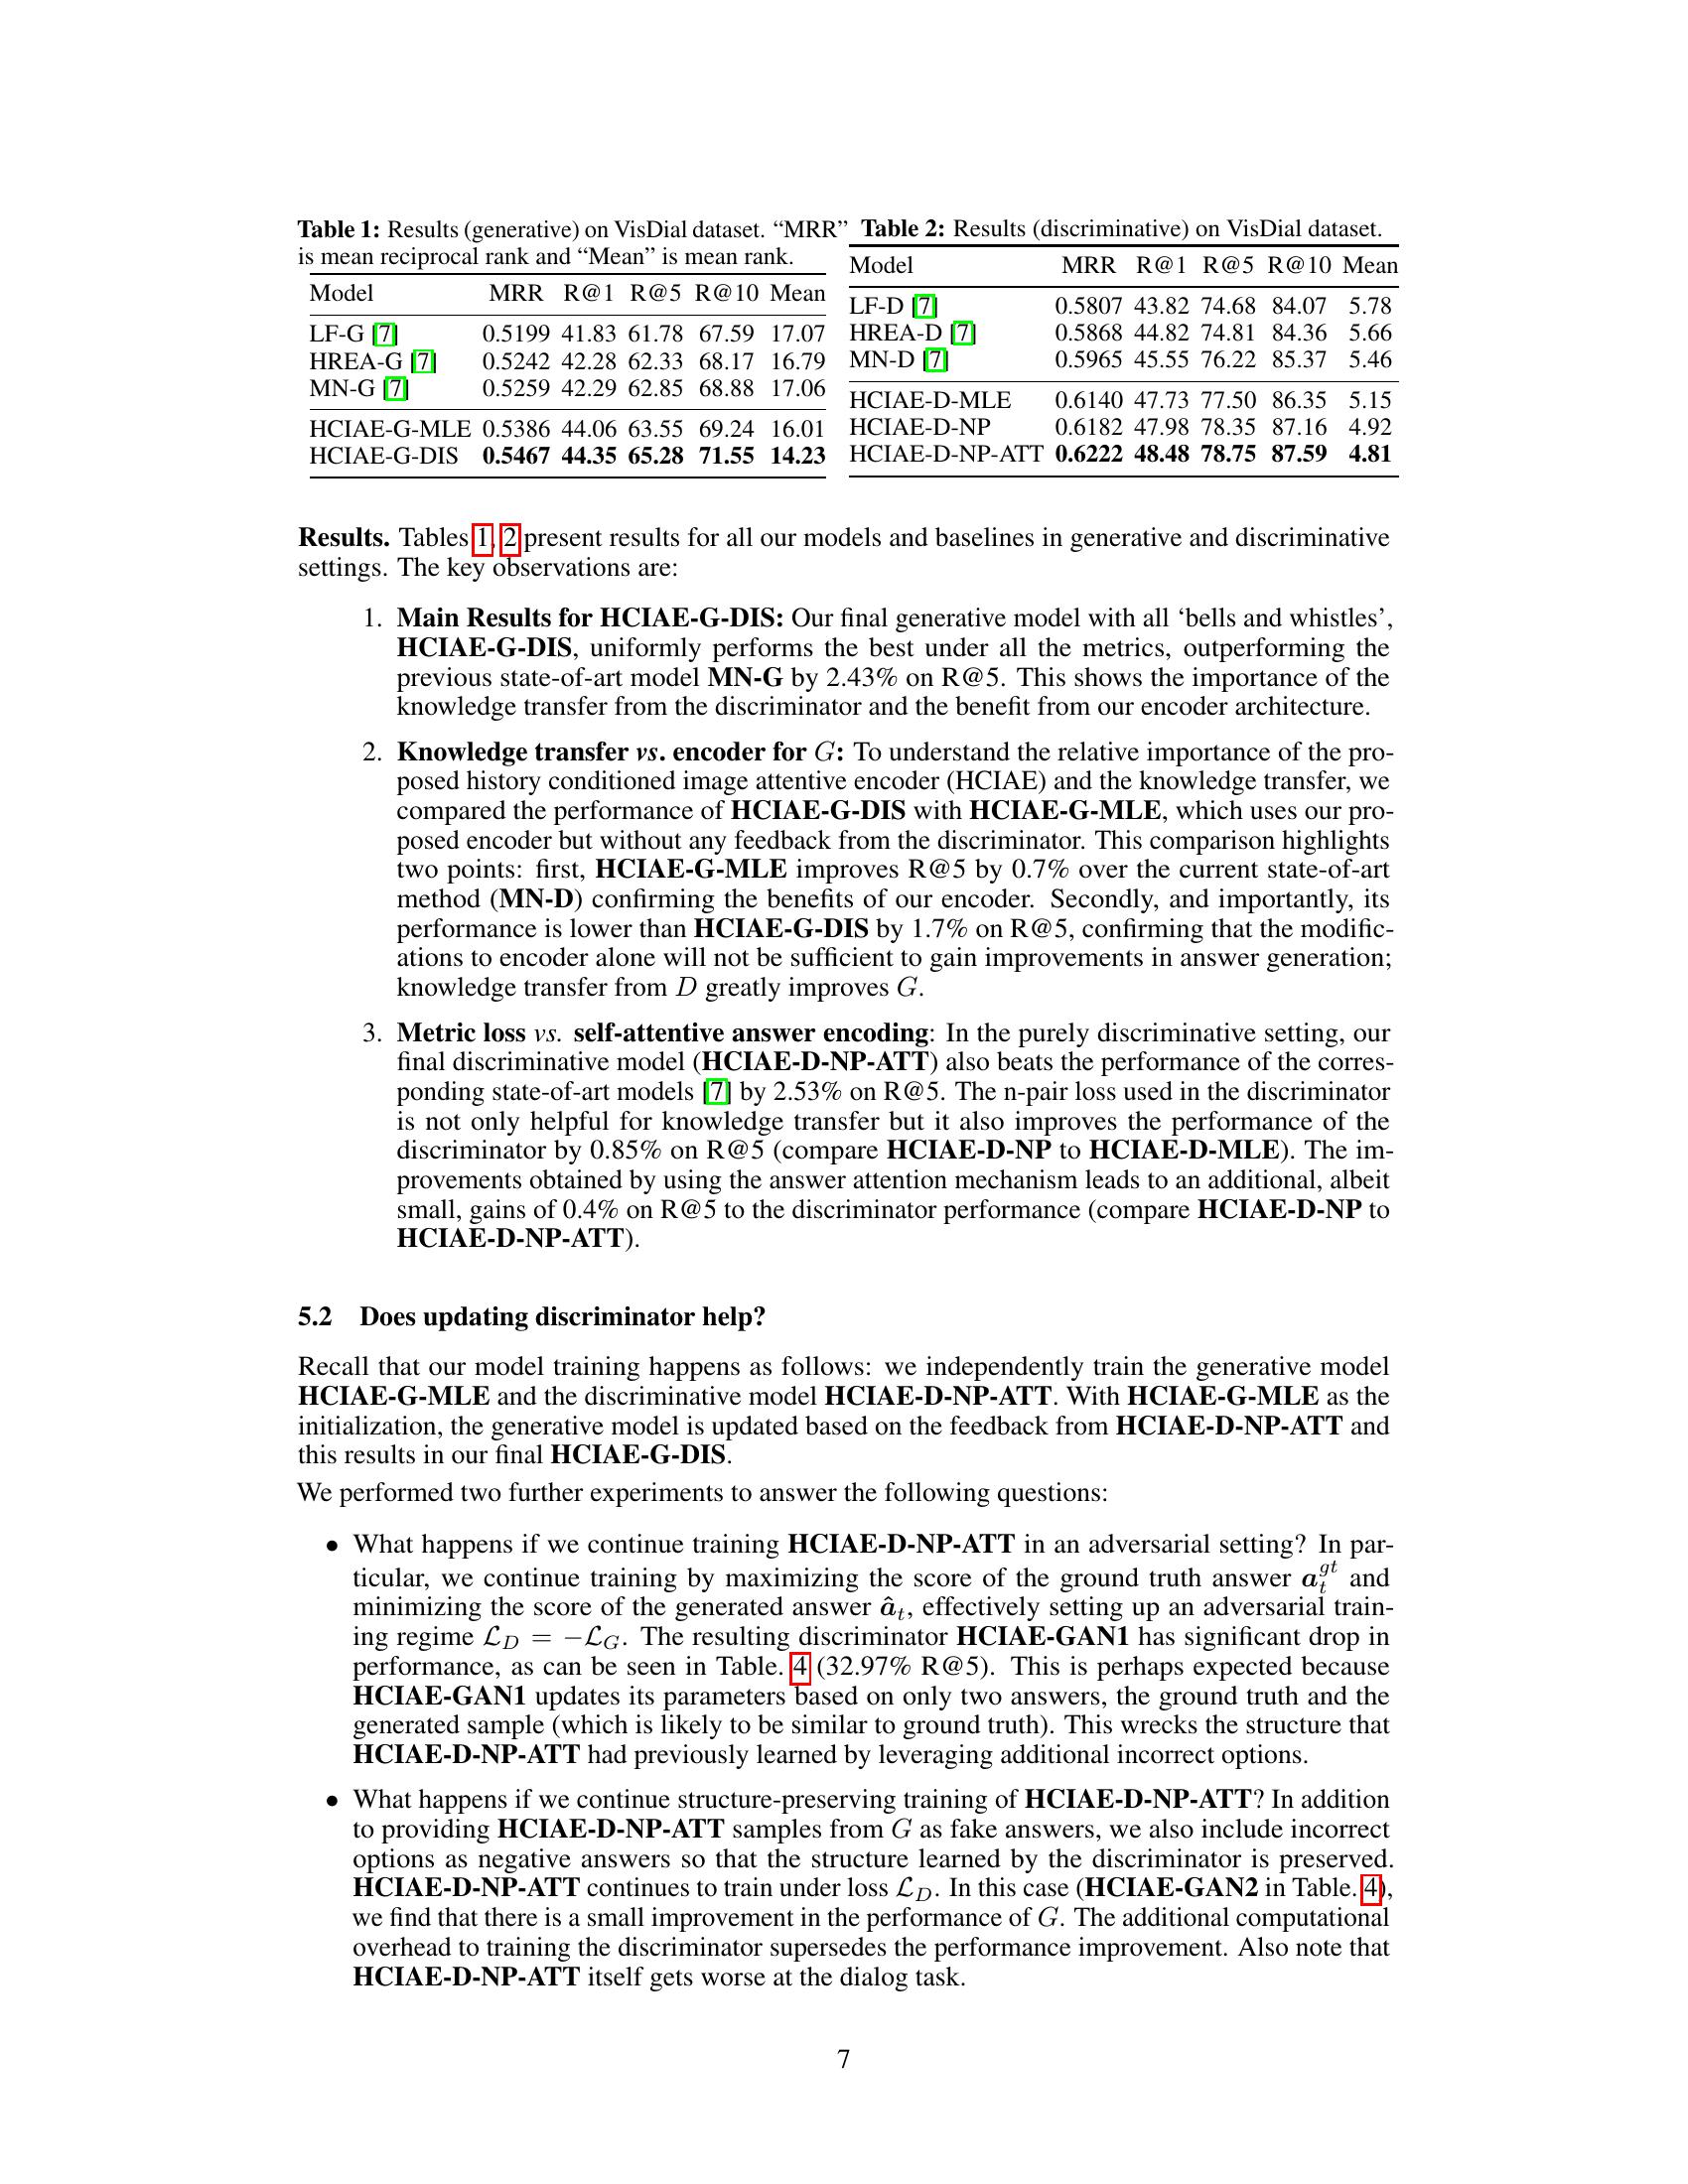 Table 1: Results (generative) on VisDial dataset. “MRR”
is mean reciprocal rank and “Mean” is mean rank.
Model MRR R@1 R@5 R@10 Mean
LF-G [7] 0.5199 41.83 61.78 67.59 17.07
HREA-G [7] 0.5242 42.28 62.33 68.17 16.79
MN-G [7] 0.5259 42.29 62.85 68.88 17.06
HCIAE-G-MLE 0.5386 44.06 63.55 69.24 16.01
HCIAE-G-DIS 0.5467 44.35 65.28 71.55 14.23
Table 2: Results (discriminative) on VisDial dataset.
Model MRR R@1 R@5 R@10 Mean
LF-D [7] 0.5807 43.82 74.68 84.07 5.78
HREA-D [7] 0.5868 44.82 74.81 84.36 5.66
MN-D [7] 0.5965 45.55 76.22 85.37 5.46
HCIAE-D-MLE 0.6140 47.73 77.50 86.35 5.15
HCIAE-D-NP 0.6182 47.98 78.35 87.16 4.92
HCIAE-D-NP-ATT 0.6222 48.48 78.75 87.59 4.81
Results. Tables 1, 2 present results for all our models and baselines in generative and discriminative
settings. The key observations are:
1. Main Results for HCIAE-G-DIS: Our final generative model with all ‘bells and whistles’,
HCIAE-G-DIS, uniformly performs the best under all the metrics, outperforming the
previous state-of-art model MN-G by 2.43% on R@5. This shows the importance of the
knowledge transfer from the discriminator and the benefit from our encoder architecture.
2. Knowledge transfer vs. encoder for G: To understand the relative importance of the pro-
posed history conditioned image attentive encoder (HCIAE) and the knowledge transfer, we
compared the performance of HCIAE-G-DIS with HCIAE-G-MLE, which uses our pro-
posed encoder but without any feedback from the discriminator. This comparison highlights
two points: first, HCIAE-G-MLE improves R@5 by 0.7% over the current state-of-art
method (MN-D) confirming the benefits of our encoder. Secondly, and importantly, its
performance is lower than HCIAE-G-DIS by 1.7% on R@5, confirming that the modific-
ations to encoder alone will not be sufficient to gain improvements in answer generation;
knowledge transfer from D greatly improves G.
3. Metric loss vs. self-attentive answer encoding: In the purely discriminative setting, our
final discriminative model (HCIAE-D-NP-ATT) also beats the performance of the corres-
ponding state-of-art models [7] by 2.53% on R@5. The n-pair loss used in the discriminator
is not only helpful for knowledge transfer but it also improves the performance of the
discriminator by 0.85% on R@5 (compare HCIAE-D-NP to HCIAE-D-MLE). The im-
provements obtained by using the answer attention mechanism leads to an additional, albeit
small, gains of 0.4% on R@5 to the discriminator performance (compare HCIAE-D-NP to
HCIAE-D-NP-ATT).
5.2 Does updating discriminator help?
Recall that our model training happens as follows: we independently train the generative model
HCIAE-G-MLE and the discriminative model HCIAE-D-NP-ATT. With HCIAE-G-MLE as the
initialization, the generative model is updated based on the feedback from HCIAE-D-NP-ATT and
this results in our final HCIAE-G-DIS.
We performed two further experiments to answer the following questions:
• What happens if we continue training HCIAE-D-NP-ATT in an adversarial setting? In par-
ticular, we continue training by maximizing the score of the ground truth answer a_t^{gt} and
minimizing the score of the generated answer â_t, effectively setting up an adversarial train-
ing regime L_D = −L_G. The resulting discriminator HCIAE-GAN1 has significant drop in
performance, as can be seen in Table. 4 (32.97% R@5). This is perhaps expected because
HCIAE-GAN1 updates its parameters based on only two answers, the ground truth and the
generated sample (which is likely to be similar to ground truth). This wrecks the structure that
HCIAE-D-NP-ATT had previously learned by leveraging additional incorrect options.
• What happens if we continue structure-preserving training of HCIAE-D-NP-ATT? In addition
to providing HCIAE-D-NP-ATT samples from G as fake answers, we also include incorrect
options as negative answers so that the structure learned by the discriminator is preserved.
HCIAE-D-NP-ATT continues to train under loss L_D. In this case (HCIAE-GAN2 in Table. 4),
we find that there is a small improvement in the performance of G. The additional computational
overhead to training the discriminator supersedes the performance improvement. Also note that
HCIAE-D-NP-ATT itself gets worse at the dialog task.
7